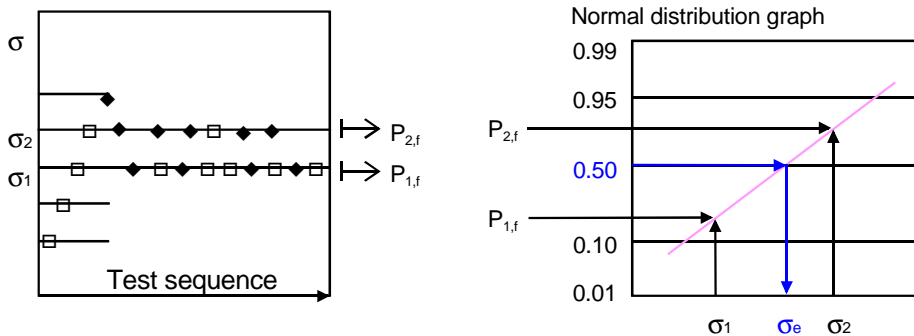 σ
σ2
σ1
P2,f
P1,f
Test sequence
Normal distribution graph
0.99
0.95
P2,f
0.50
P1,f
0.10
0.01
σ1
σe
σ2